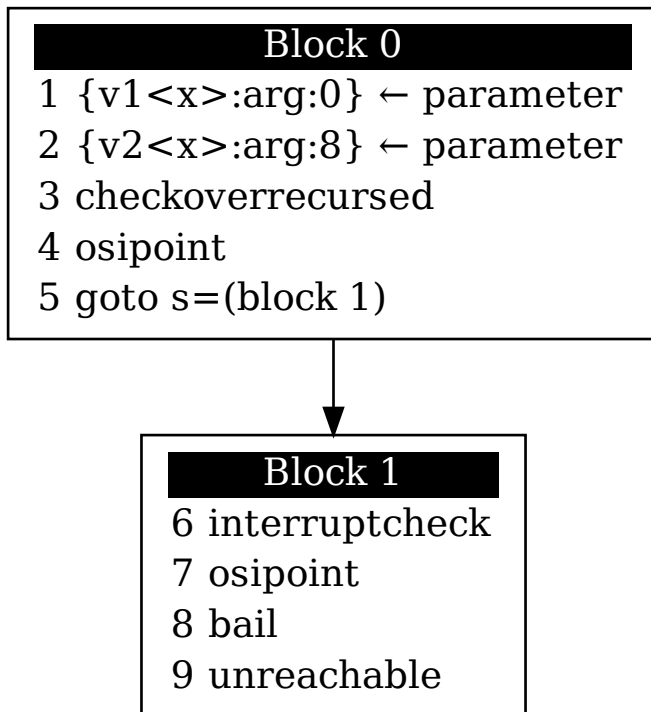 Block 0
1 {v1<x>:arg:0} ← parameter
2 {v2<x>:arg:8} ← parameter
3 checkoverrecursed
4 osipoint
5 goto s=(block 1)
Block 1
6 interruptcheck
7 osipoint
8 bail
9 unreachable